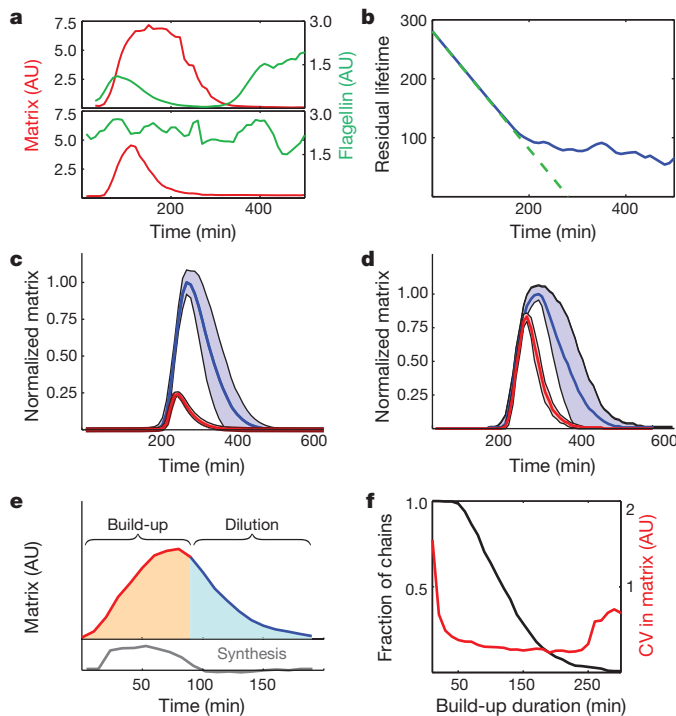 a
7.5
5.0
2.5
7.5
5.0
2.5
Matrix (AU)
3.0
1.5
3.0
1.5
Flagellin (AU)
200
400
Time (min)
b
300
200
100
Residual lifetime
0
200
400
Time (min)
c
1.00
0.75
0.50
0.25
Normalized matrix
0
200
400
600
Time (min)
d
1.00
0.75
0.50
0.25
Normalized matrix
200
400
600
Time (min)
e
Build-up
Dilution
Matrix (AU)
Synthesis
50
100
150
Time (min)
f
1.0
0.5
Fraction of chains
2
1
CV in matrix (AU)
50
150
250
Build-up duration (min)